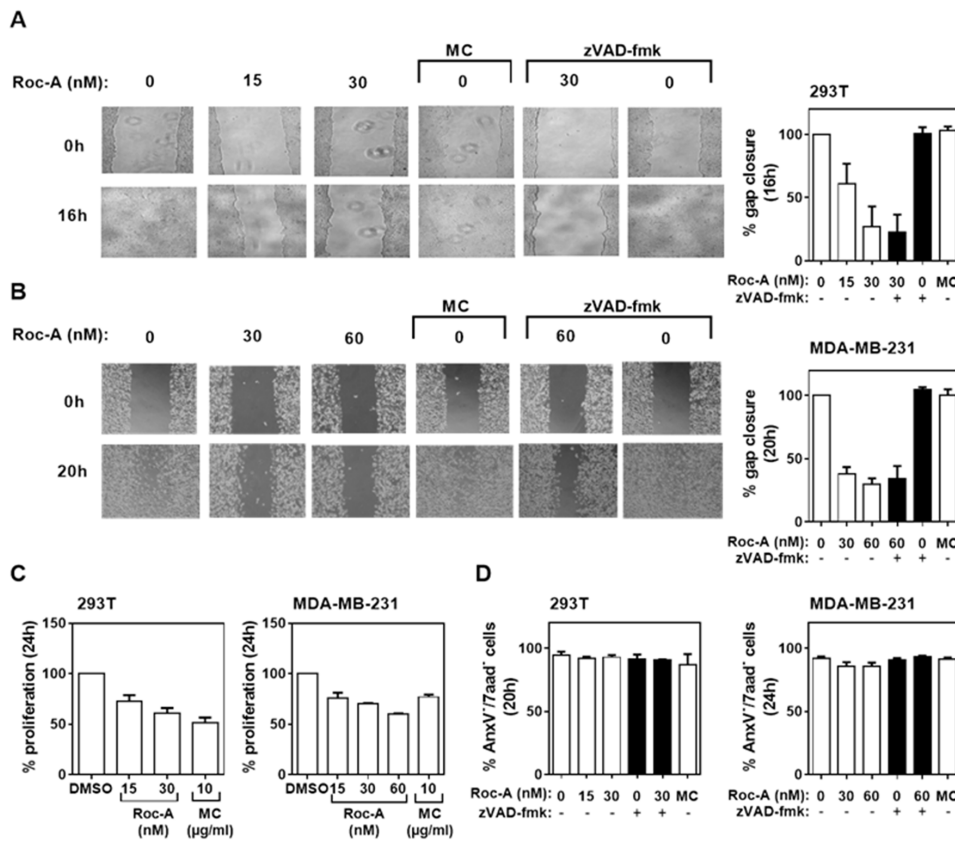 A
MC
zVAD-fmk
Roc-A (nM): 0 15 30 0 30 0
0h
16h
293T
% gap closure
(16h)
100
50
0
Roc-A (nM): 0 15 30 30 0 MC
zVAD-fmk: - - - + + -
B
MC
zVAD-fmk
Roc-A (nM): 0 30 60 0 60 0
0h
20h
MDA-MB-231
% gap closure
(20h)
100
50
0
Roc-A (nM): 0 30 60 60 0 MC
zVAD-fmk: - - - + + -
C
293T
% proliferation (24h)
150
100
50
0
DMSO 15 30 10
Roc-A MC
(nM) (µg/ml)
MDA-MB-231
% proliferation (24h)
150
100
50
0
DMSO 15 30 60 10
Roc-A MC
(nM) (µg/ml)
D
293T
% AnxV⁻/7aad⁻ cells
(20h)
100
50
0
Roc-A (nM): 0 15 30 0 30 MC
zVAD-fmk: - - - + + -
MDA-MB-231
% AnxV⁻/7aad⁻ cells
(24h)
100
50
0
Roc-A (nM): 0 30 60 0 60 MC
zVAD-fmk: - - - + + -